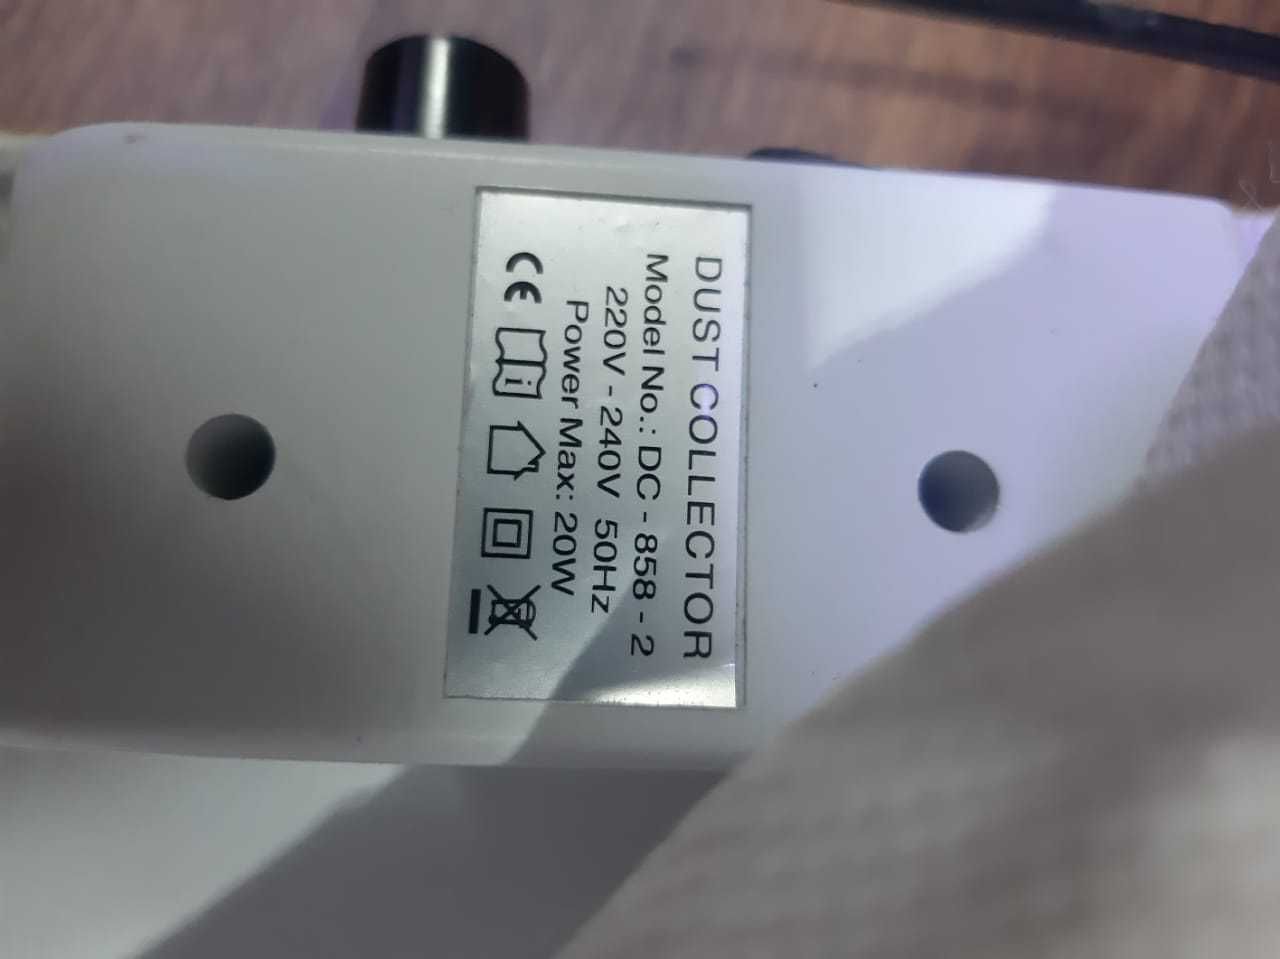 DUST COLLECTOR
Model No.: DC - 858 - 2
220V - 240V 50Hz
Power Max: 20W
CE